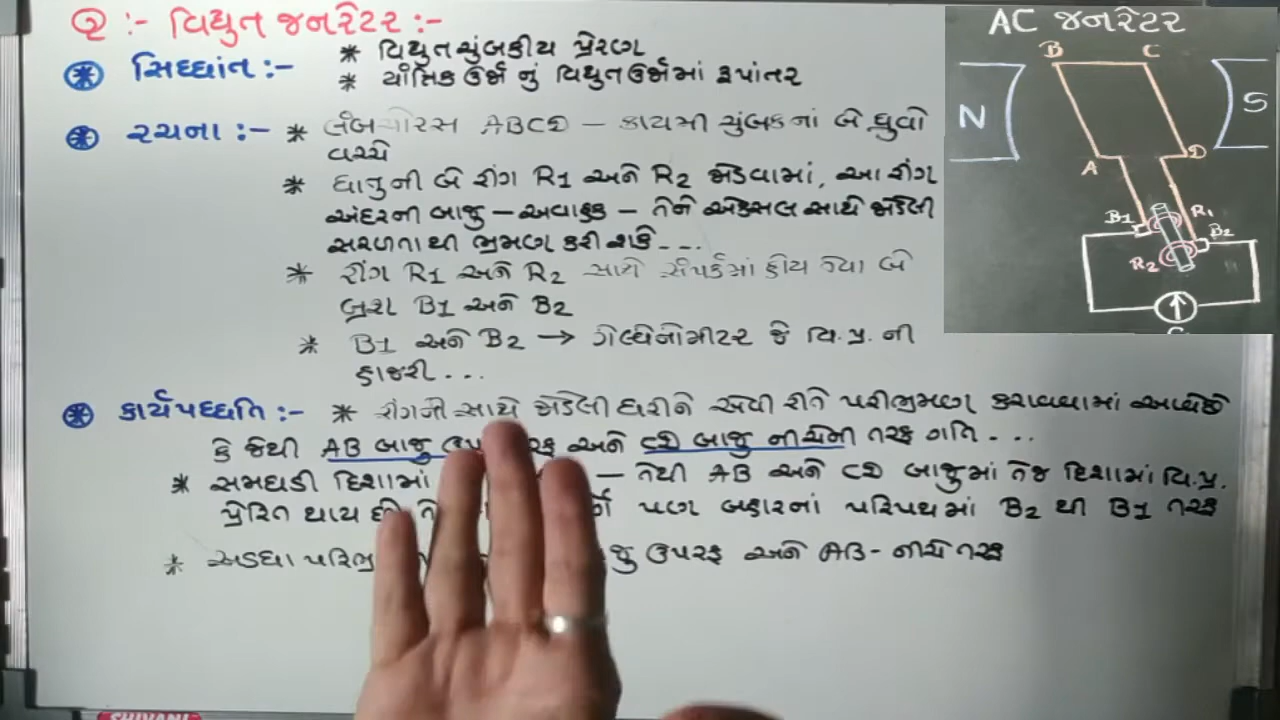 ૨ :- વિદ્યુત જનરેટર :-
સિદ્ધાંત :- * વિદ્યુતચુંબકીય પ્રેરણ
* યાંત્રિક ઉર્જા નું વિદ્યુતઉર્જામાં રૂપાંતર
રચના :- * લંબચોરસ ABCD - કાયમી ચુંબકનાં બે ધ્રુવો
વચ્ચે
* ધાતુની બે રીંગ R1 અને R2 જોડવામાં, આ રીંગ
અંદરની બાજુ - અવાહક - તેને એક્સલ સાથે જોડેલી
સરળતાથી ભ્રમણ કરી શકે...
* રીંગ R1 અને R2 સાથે સંપર્કમાં હોય ત્યા બે
બ્રશ B1 અને B2
* B1 અને B2 → ગેલ્વેનોમીટર જે વિ.પ્ર. ની
હાજરી...
કાર્યપદ્ધતિ :- * રીંગની સાથે જોડેલી ધરીને એવી રીતે પરીભ્રમણ કરાવવામાં આવેછે
કે જેથી AB બાજુ અને CD બાજુ નીચેની તરફ ગતિ...
* સમઘડી દિશામાં - તેથી AB અને CD બાજુમાં તેજ દિશામાં વિ.પ્ર.
પ્રેરિત થાય છે પણ બહારનાં પરિપથમાં B2 થી B1 તરફ
* અડધા ઉપરફ અને AB - નીચે તરફ
AC જનરેટર
B C
N S
A D
B1 R1
B2
R2
SHIVANI